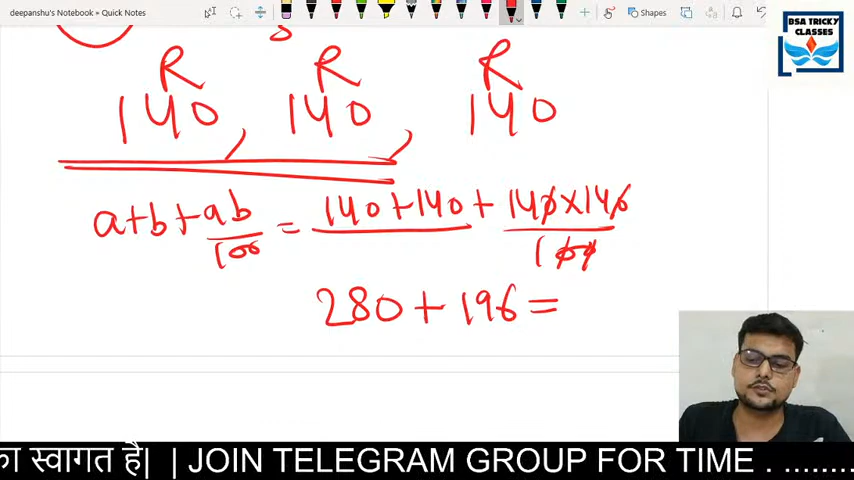 deepanshu's Notebook » Quick Notes
Shapes
DSA TRICKY
CLASSES
R R R
140, 140, 140
a+b+ab/100 = 140+140+140×140/100
280+196=
का स्वागत है| | JOIN TELEGRAM GROUP FOR TIME . ........